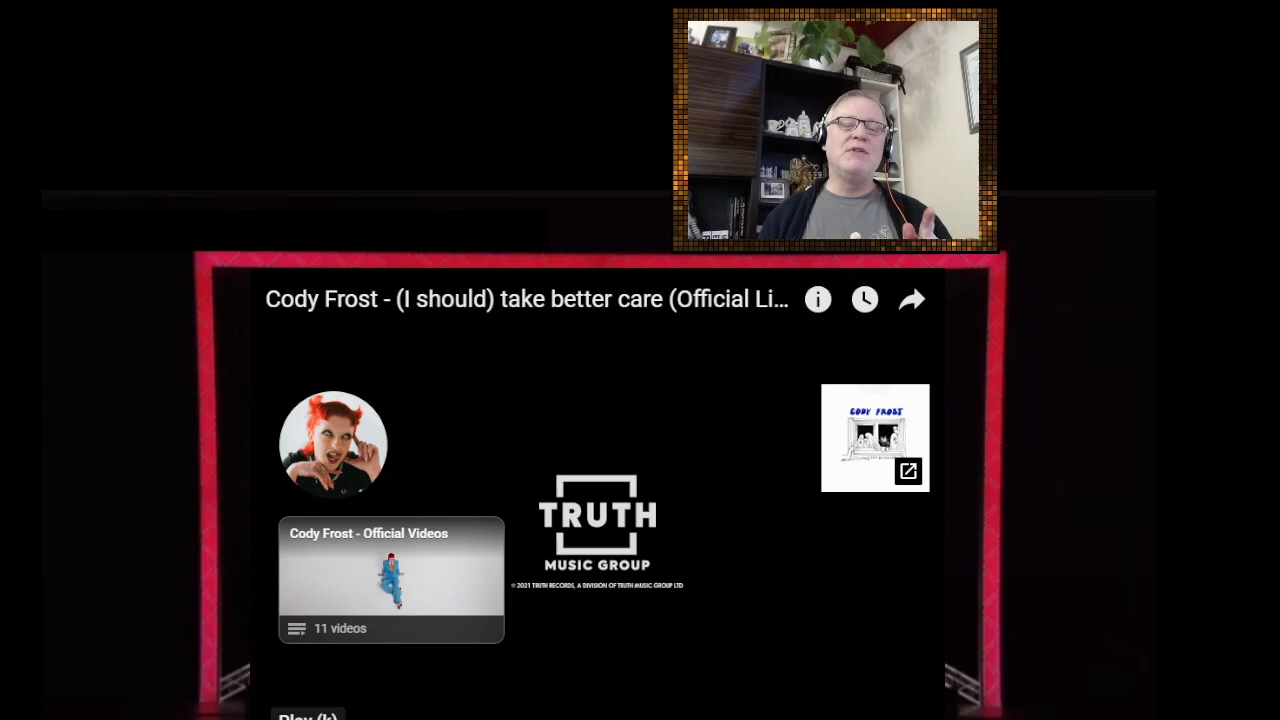 Cody Frost - (I should) take better care (Official Li...
CODY FROST
Cody Frost - Official Videos
TRUTH
MUSIC GROUP
© 2021 TRUTH RECORDS, A DIVISION OF TRUTH MUSIC GROUP LTD
11 videos
Play (k)